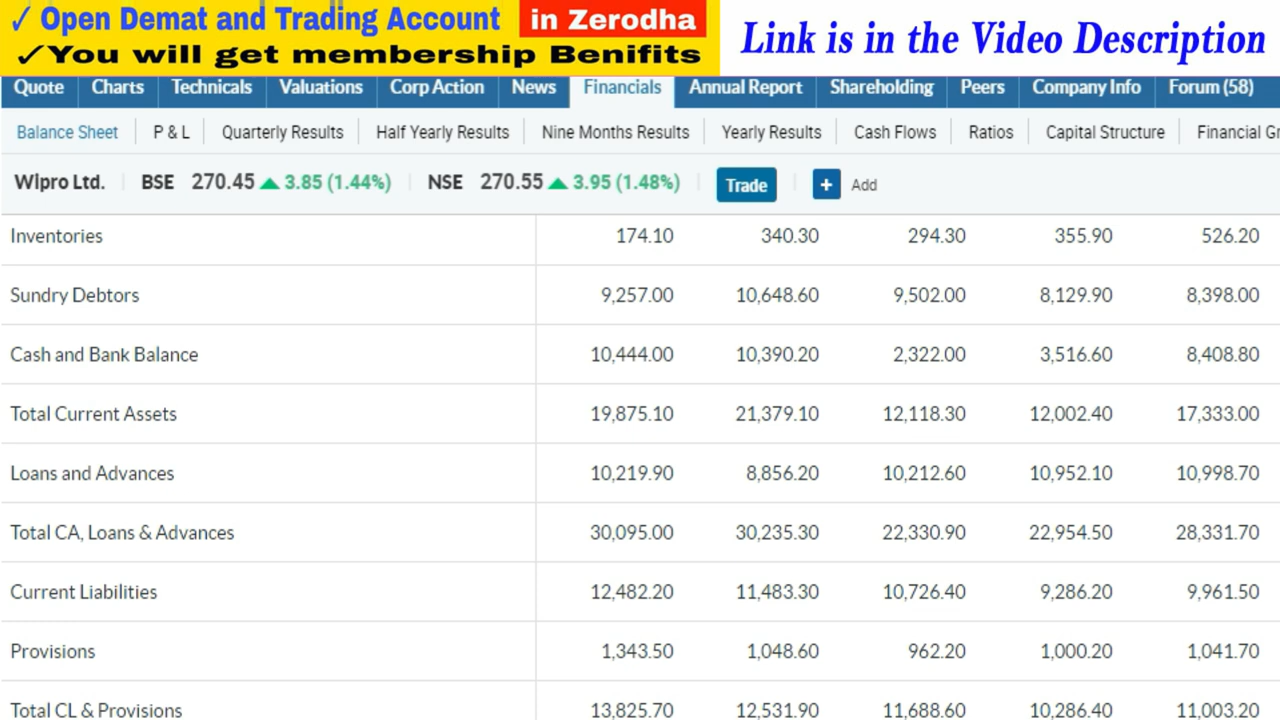 ✓ Open Demat and Trading Account in Zerodha
✓You will get membership Benifits
Link is in the Video Description
Quote Charts Technicals Valuations Corp Action News Financials Annual Report Shareholding Peers Company Info Forum (58)
Balance Sheet P & L Quarterly Results Half Yearly Results Nine Months Results Yearly Results Cash Flows Ratios Capital Structure Financial Gr
Wipro Ltd. BSE 270.45 ▲ 3.85 (1.44%) NSE 270.55 ▲ 3.95 (1.48%) Trade + Add
Inventories 174.10 340.30 294.30 355.90 526.20
Sundry Debtors 9,257.00 10,648.60 9,502.00 8,129.90 8,398.00
Cash and Bank Balance 10,444.00 10,390.20 2,322.00 3,516.60 8,408.80
Total Current Assets 19,875.10 21,379.10 12,118.30 12,002.40 17,333.00
Loans and Advances 10,219.90 8,856.20 10,212.60 10,952.10 10,998.70
Total CA, Loans & Advances 30,095.00 30,235.30 22,330.90 22,954.50 28,331.70
Current Liabilities 12,482.20 11,483.30 10,726.40 9,286.20 9,961.50
Provisions 1,343.50 1,048.60 962.20 1,000.20 1,041.70
Total CL & Provisions 13,825.70 12,531.90 11,688.60 10,286.40 11,003.20